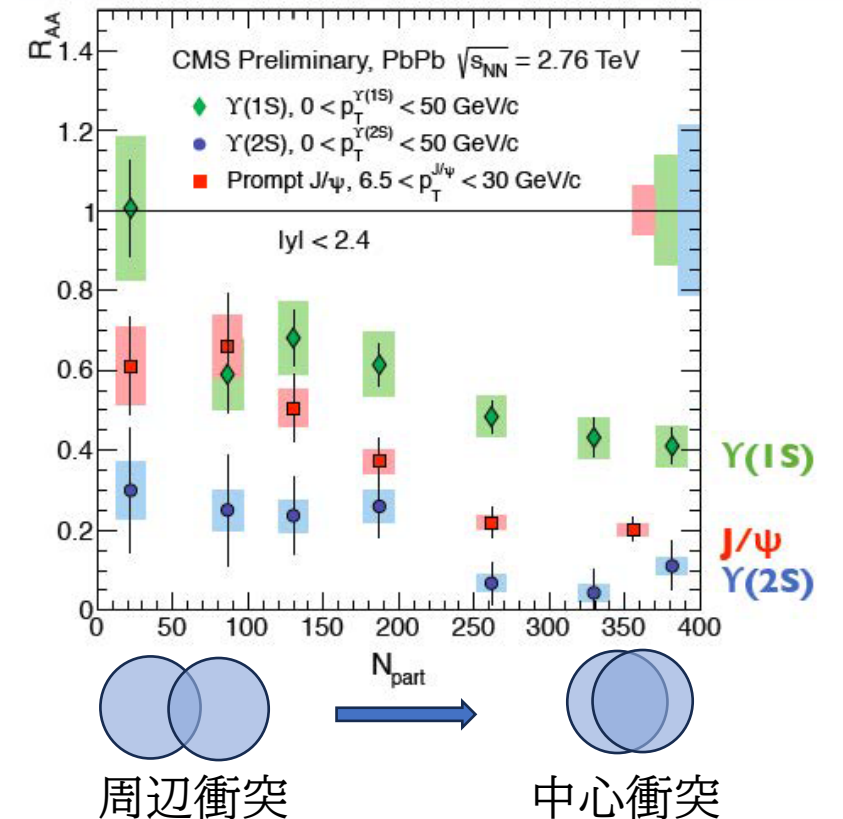 R_AA
CMS Preliminary, PbPb √s_NN = 2.76 TeV
ϒ(1S), 0 < p_T^ϒ(1S) < 50 GeV/c
ϒ(2S), 0 < p_T^ϒ(2S) < 50 GeV/c
Prompt J/ψ, 6.5 < p_T^J/ψ < 30 GeV/c
|y| < 2.4
1.4
1.2
1
0.8
0.6
0.4
0.2
0
ϒ(1S)
J/ψ
ϒ(2S)
0 50 100 150 200 250 300 350 400
N_part
周辺衝突 中心衝突